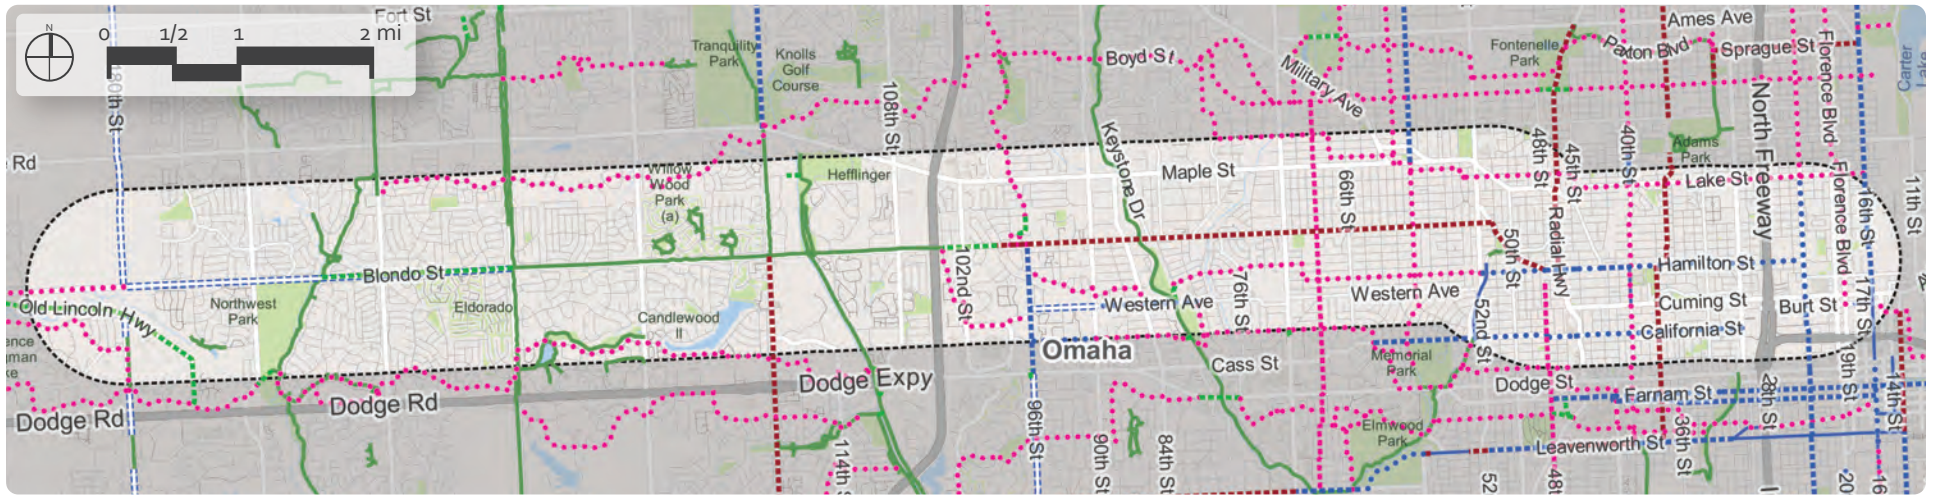 Fort St
N
0 1/2 1 2 mi
180th St
Rd
Tranquility
Park
Knolls
Golf
Course
108th St
Boyd St
Military Ave
Fontenelle
Park
Ames Ave
Paxton Blvd
Sprague St
Florence Blvd
Carter
Lake
North Freeway
Keystone Dr
Willow
Wood
Park
(a)
Hefflinger
Maple St
66th St
48th St
45th St
40th St
Adams
Park
Lake St
Florence Blvd
16th St
11th St
Radial Hwy
50th St
Blondo St
102nd St
76th St
Hamilton St
Old Lincoln Hwy
Northwest
Park
Eldorado
Candlewood
II
Western Ave
Western Ave
52nd St
Cuming St
Burt St
17th St
California St
ence
gman
ke
Omaha
Cass St
Memorial
Park
Dodge Rd
Dodge Rd
Dodge Expy
Dodge St
Farnam St
28th St
19th St
14th St
96th St
114th S
90th St
84th St
Elmwood
Park
Leavenworth St
36th St
52
48t
20
16
I